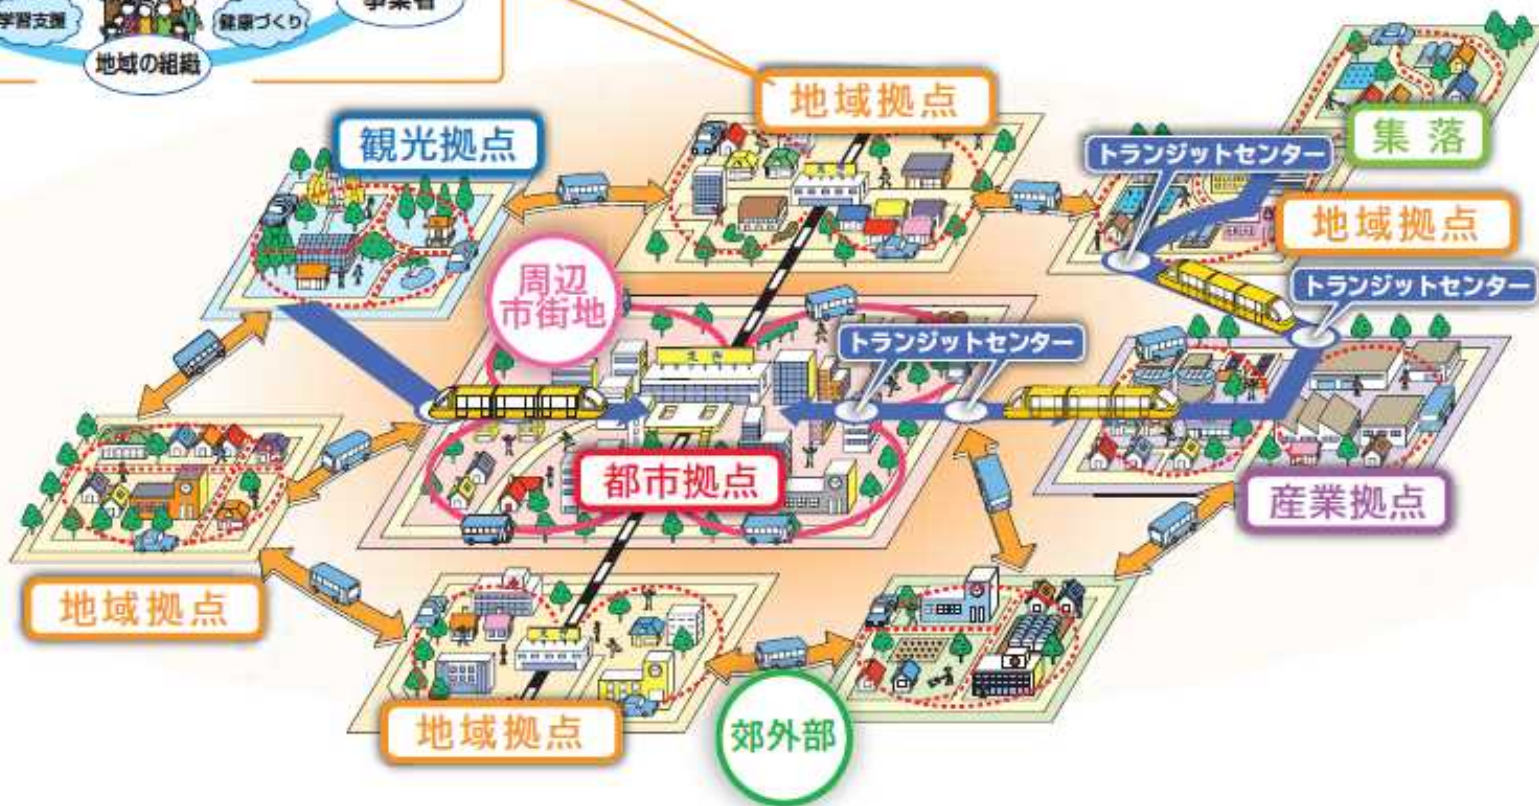 学習支援
健康づくり
事業者
地域の組織
地域拠点
観光拠点
集落
トランジットセンター
地域拠点
周辺
市街地
トランジットセンター
トランジットセンター
都市拠点
産業拠点
地域拠点
地域拠点
郊外部